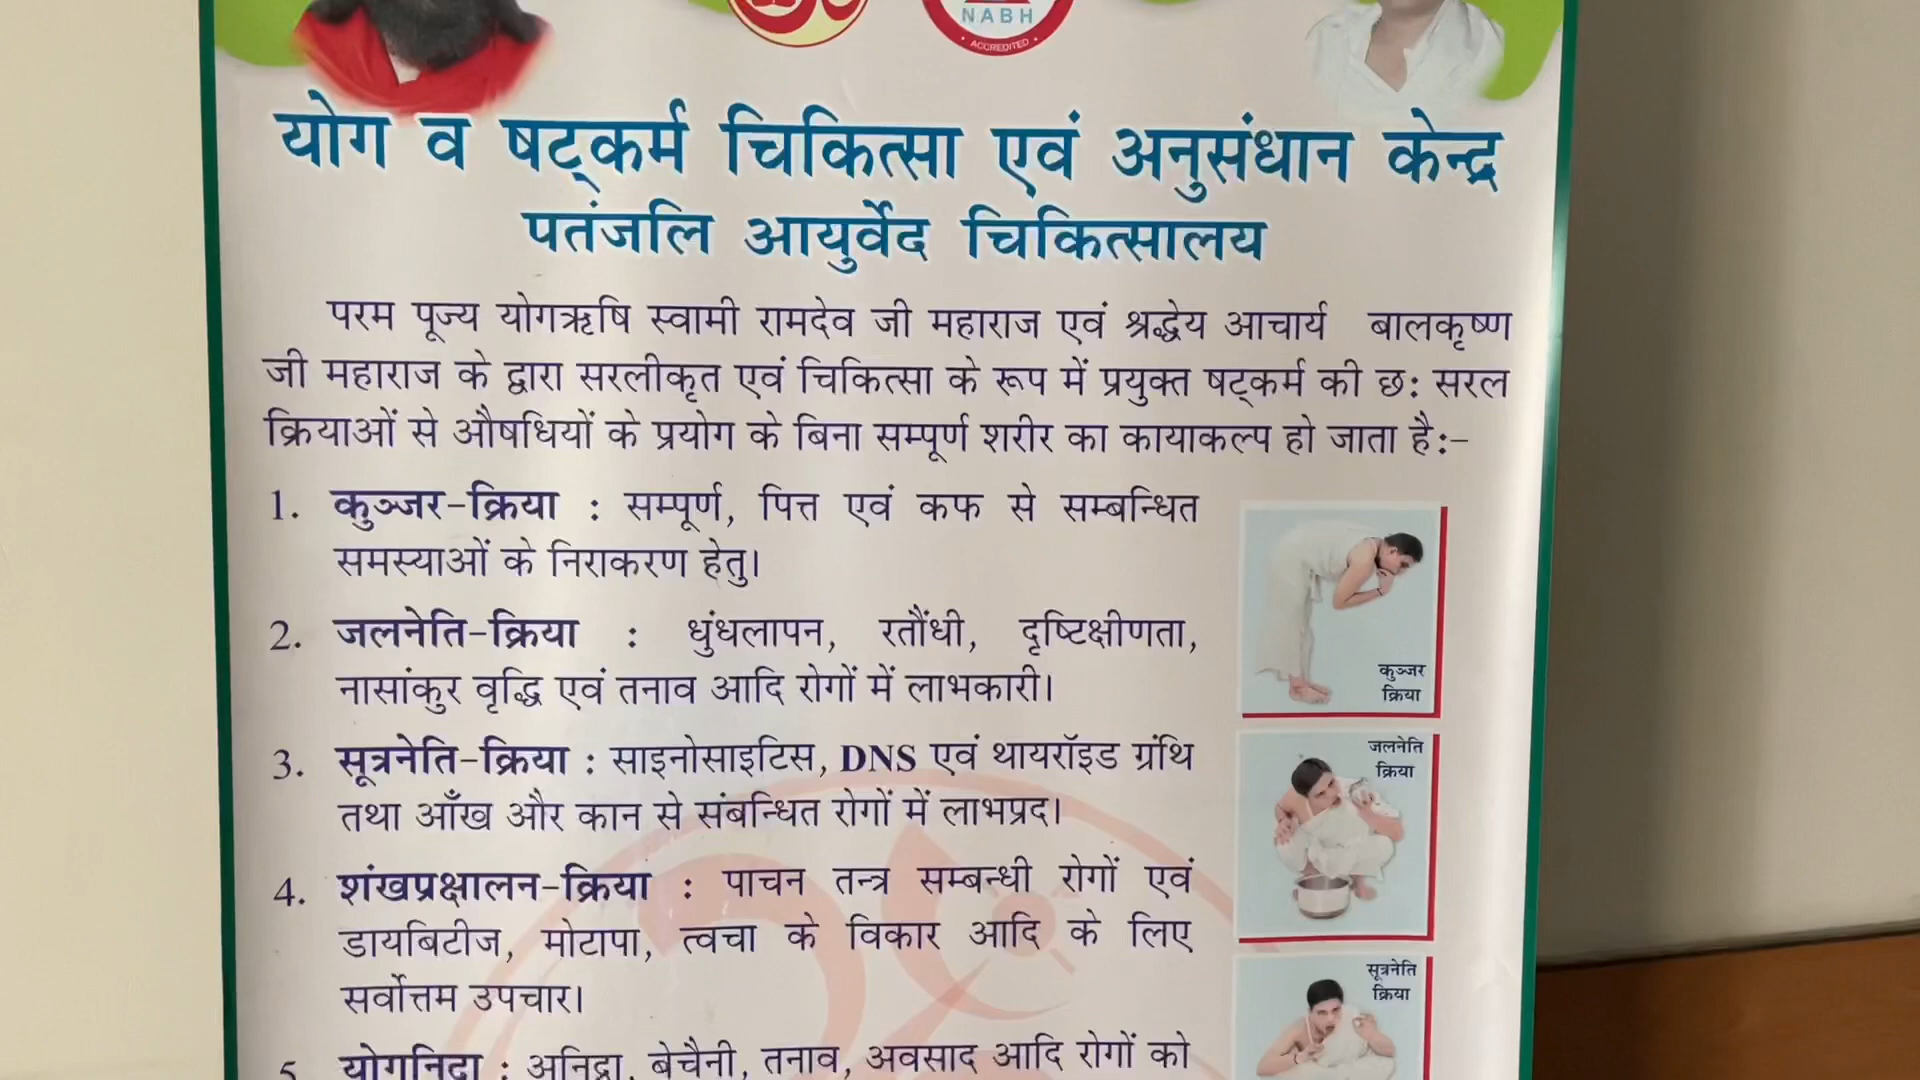 NABH
ACCREDITED
योग व षट्कर्म चिकित्सा एवं अनुसंधान केन्द्र
पतंजलि आयुर्वेद चिकित्सालय
परम पूज्य योगऋषि स्वामी रामदेव जी महाराज एवं श्रद्धेय आचार्य बालकृष्ण
जी महाराज के द्वारा सरलीकृत एवं चिकित्सा के रूप में प्रयुक्त षट्कर्म की छः सरल
क्रियाओं से औषधियों के प्रयोग के बिना सम्पूर्ण शरीर का कायाकल्प हो जाता है:-
1. कुञ्जर-क्रिया : सम्पूर्ण, पित्त एवं कफ से सम्बन्धित
समस्याओं के निराकरण हेतु।
कुञ्जर
क्रिया
2. जलनेति-क्रिया : धुंधलापन, रतौंधी, दृष्टिक्षीणता,
नासांकुर वृद्धि एवं तनाव आदि रोगों में लाभकारी।
जलनेति
क्रिया
3. सूत्रनेति-क्रिया : साइनोसाइटिस, DNS एवं थायरॉइड ग्रंथि
तथा आँख और कान से संबन्धित रोगों में लाभप्रद।
4. शंखप्रक्षालन-क्रिया : पाचन तन्त्र सम्बन्धी रोगों एवं
डायबिटीज, मोटापा, त्वचा के विकार आदि के लिए
सर्वोत्तम उपचार।
सूत्रनेति
क्रिया
5. योगनिद्रा : अनिद्रा, बेचैनी, तनाव, अवसाद आदि रोगों को